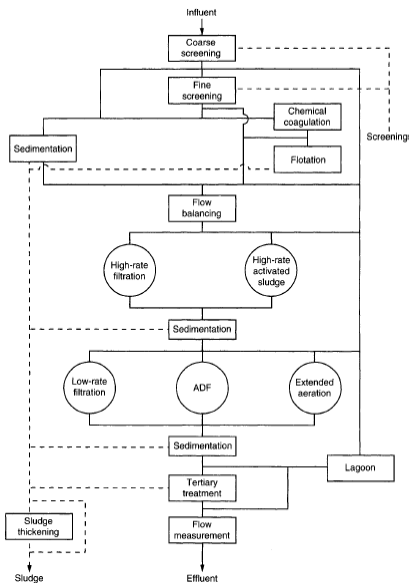 Influent
Coarse
screening
Fine
screening
Chemical
coagulation
Screenings
Sedimentation
Flotation
Flow
balancing
High-rate
filtration
High-rate
activated
sludge
Sedimentation
Low-rate
filtration
ADF
Extended
aeration
Sedimentation
Lagoon
Tertiary
treatment
Sludge
thickening
Flow
measurement
Sludge
Effluent